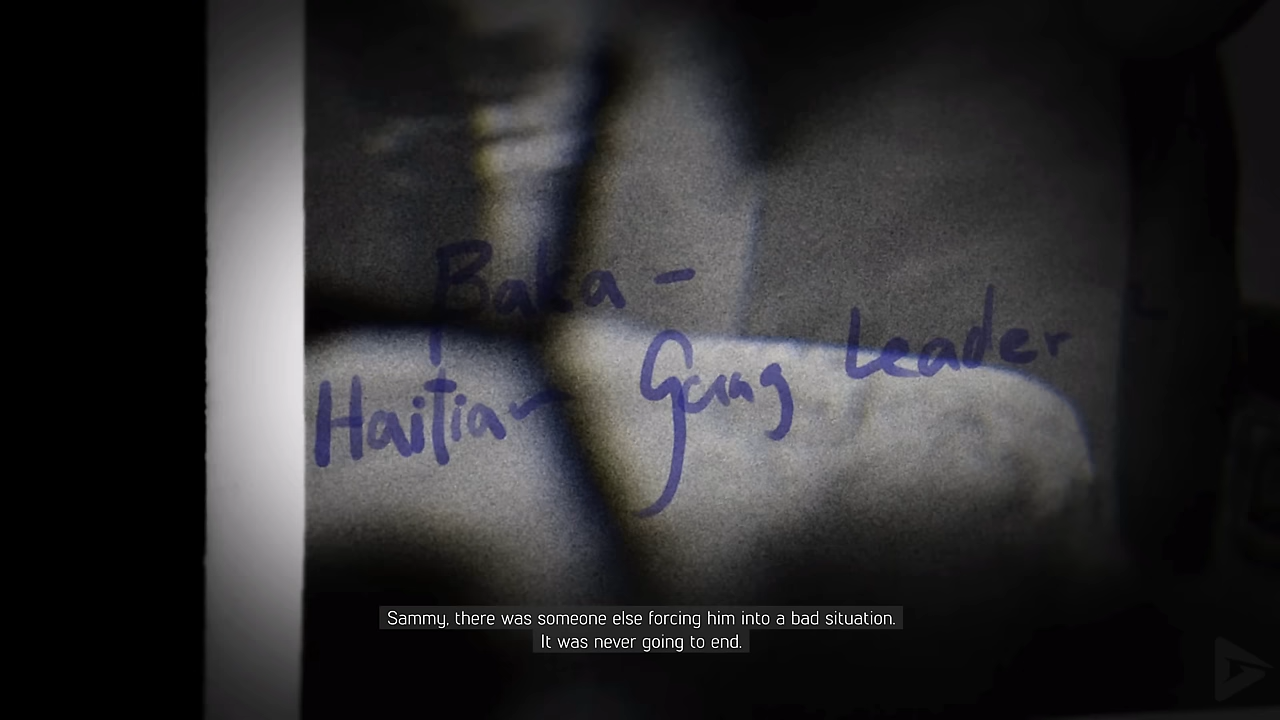 Baka -
Haitian Gang Leader
Sammy, there was someone else forcing him into a bad situation.
It was never going to end.